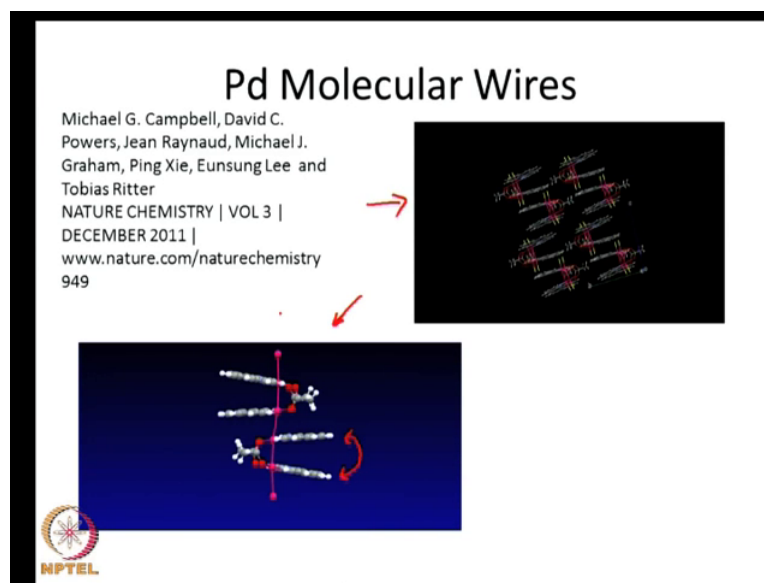 Pd Molecular Wires
Michael G. Campbell, David C.
Powers, Jean Raynaud, Michael J.
Graham, Ping Xie, Eunsung Lee and
Tobias Ritter
NATURE CHEMISTRY | VOL 3 |
DECEMBER 2011 |
www.nature.com/naturechemistry
949
NPTEL